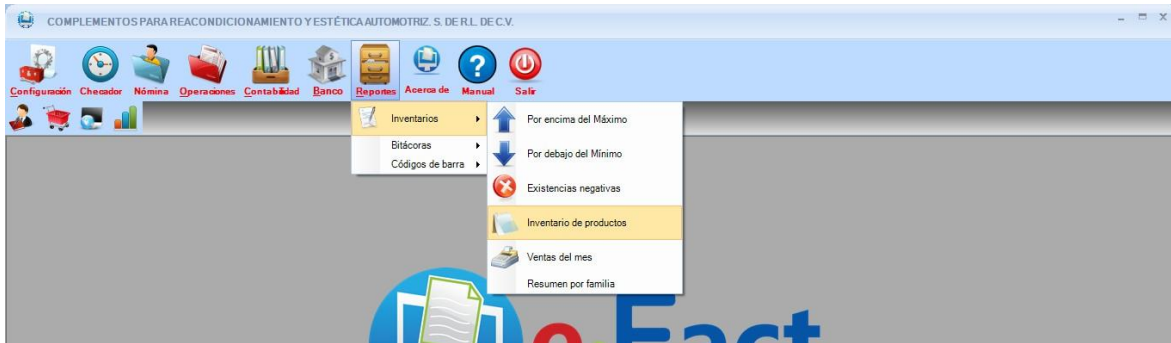 COMPLEMENTOS PARA REACONDICIONAMIENTO Y ESTÉTICA AUTOMOTRIZ. S. DE R.L. DE C.V.
Configuración Checador Nómina Operaciones Contabilidad Banco Reportes Acerca de Manual Salir
Inventarios
Bitácoras
Códigos de barra
Por encima del Máximo
Por debajo del Mínimo
Existencias negativas
Inventario de productos
Ventas del mes
Resumen por familia
e-Fact